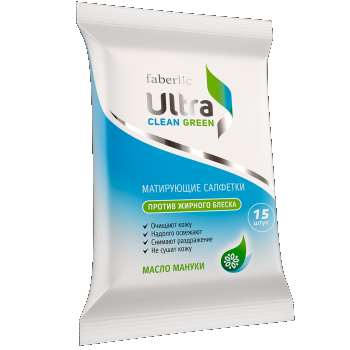 faberlic
Ultra
CLEAN GREEN
МАТИРУЮЩИЕ САЛФЕТКИ
ПРОТИВ ЖИРНОГО БЛЕСКА
15
штук
✓ Очищают кожу
✓ Надолго освежают
✓ Снимают раздражение
✓ Не сушат кожу
МАСЛО МАНУКИ